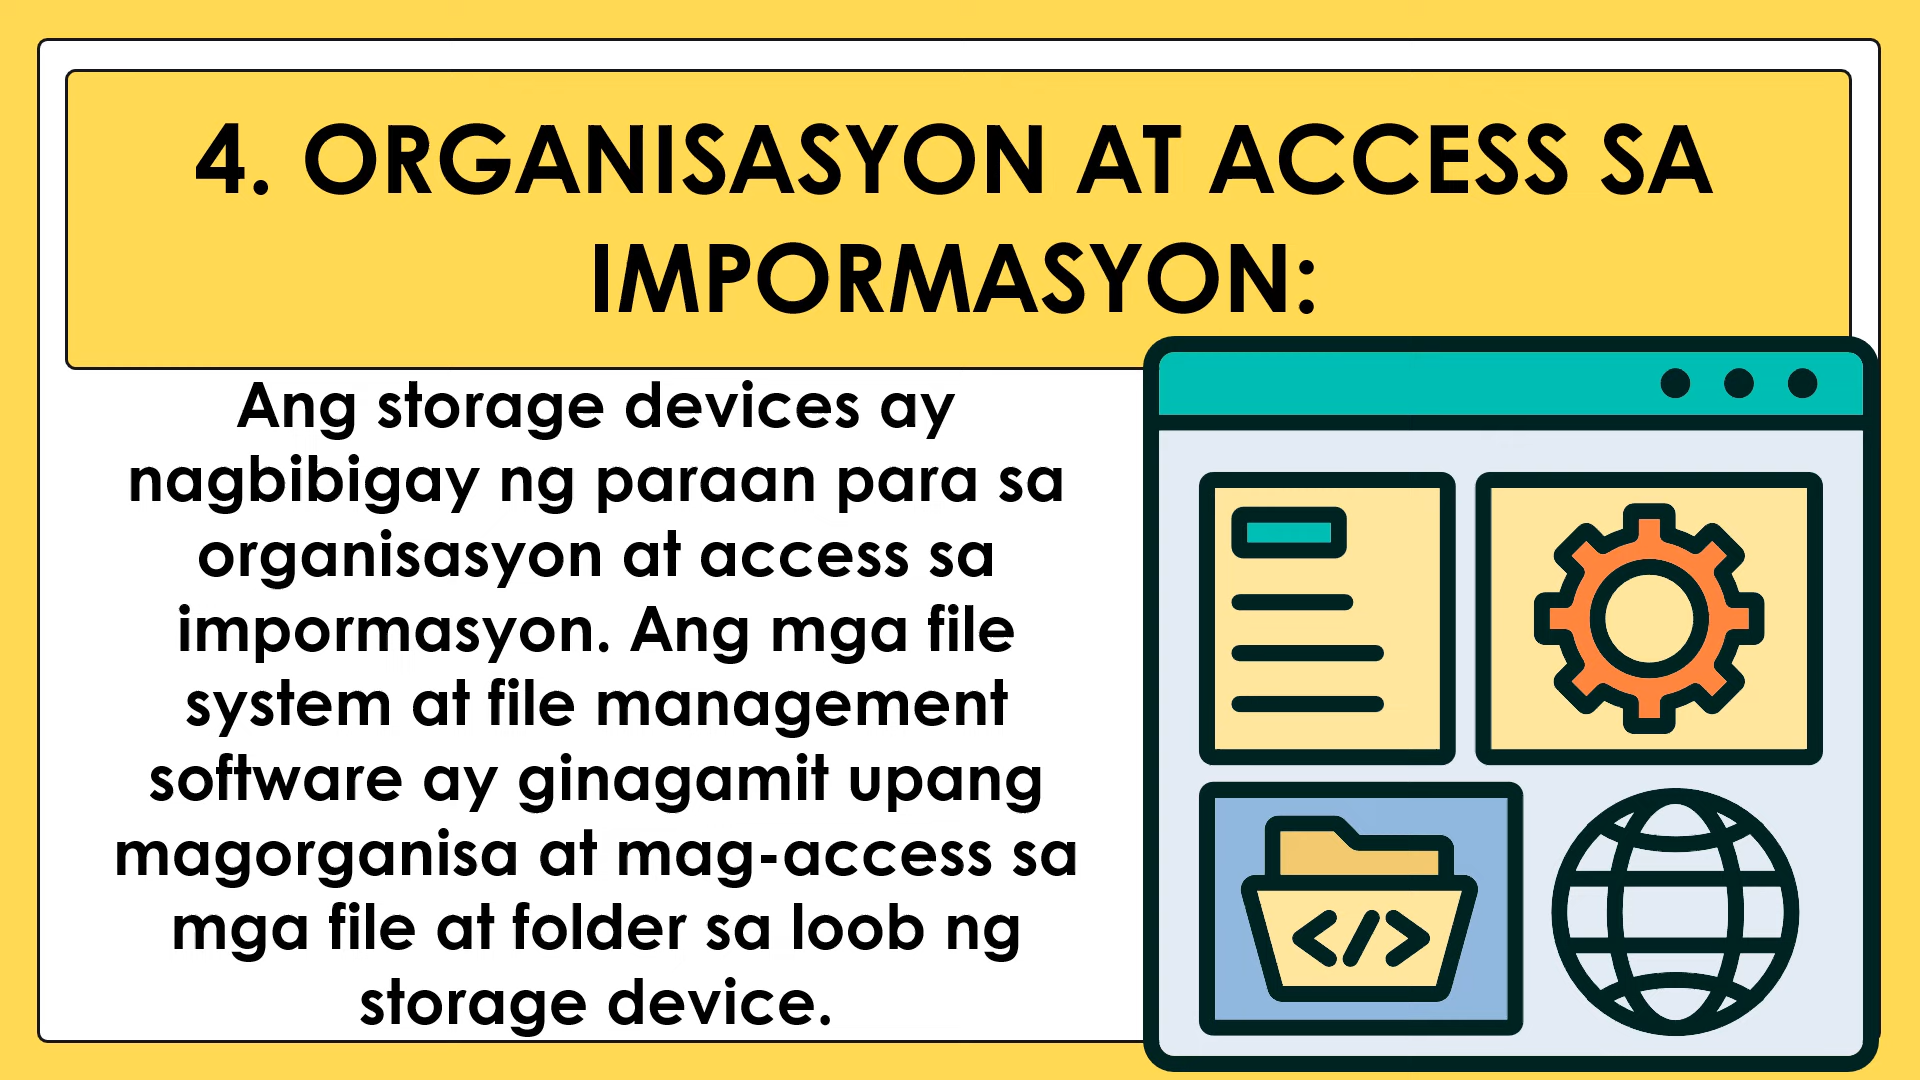 4. ORGANISASYON AT ACCESS SA
IMPORMASYON:
Ang storage devices ay
nagbibigay ng paraan para sa
organisasyon at access sa
impormasyon. Ang mga file
system at file management
software ay ginagamit upang
magorganisa at mag-access sa
mga file at folder sa loob ng
storage device.
</>